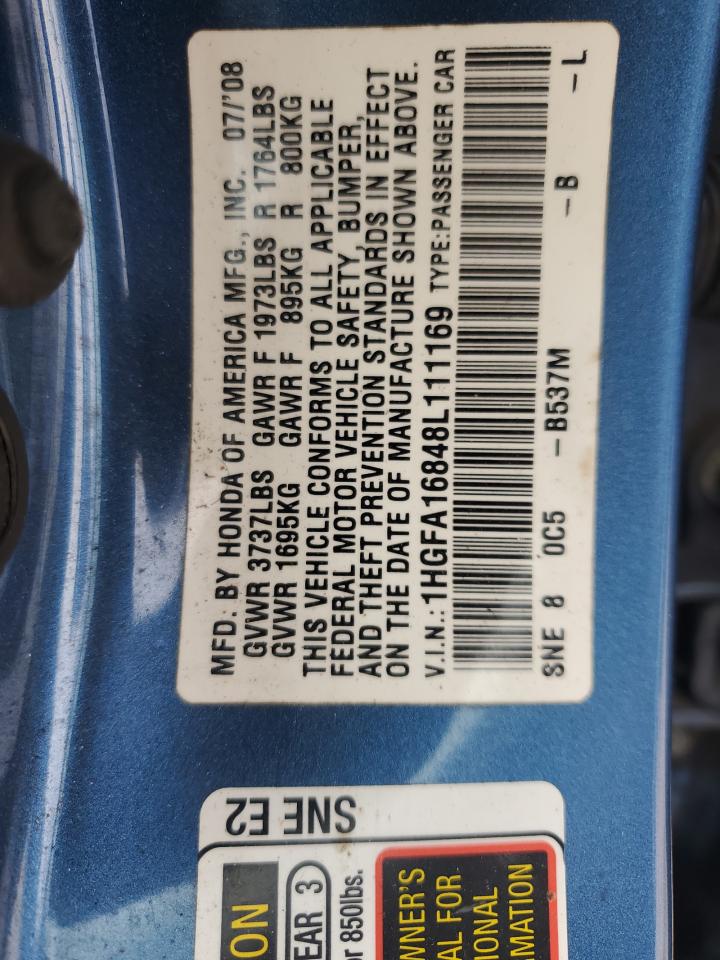 MFD. BY HONDA OF AMERICA MFG., INC. 07/'08
GVWR 3737LBS GAWR F 1973LBS R 1764LBS
GVWR 1695KG GAWR F 895KG R 800KG
THIS VEHICLE CONFORMS TO ALL APPLICABLE
FEDERAL MOTOR VEHICLE SAFETY, BUMPER,
AND THEFT PREVENTION STANDARDS IN EFFECT
ON THE DATE OF MANUFACTURE SHOWN ABOVE.
V.I.N.: 1HGFA16848L111169 TYPE:PASSENGER CAR
SNE 8 0C5 – B537M – B – L
SNE E2
ON
EAR 3
r 850lbs.
WNER'S
AL FOR
IONAL
MATION